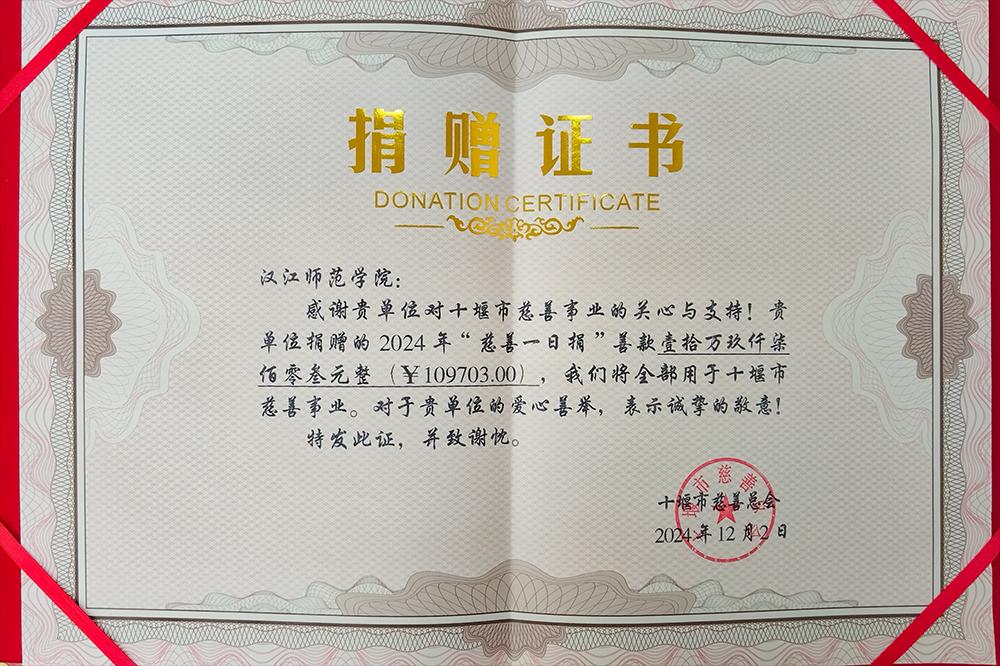 捐赠证书
DONATION CERTIFICATE
汉江师范学院：
感谢贵单位对十堰市慈善事业的关心与支持！贵
单位捐赠的2024年“慈善一日捐”善款壹拾万玖仟柒
佰零叁元整（￥109703.00），我们将全部用于十堰市
慈善事业。对于贵单位的爱心善举，表示诚挚的敬意！
特发此证，并致谢忱。
十堰市慈善总会
2024年12月2日